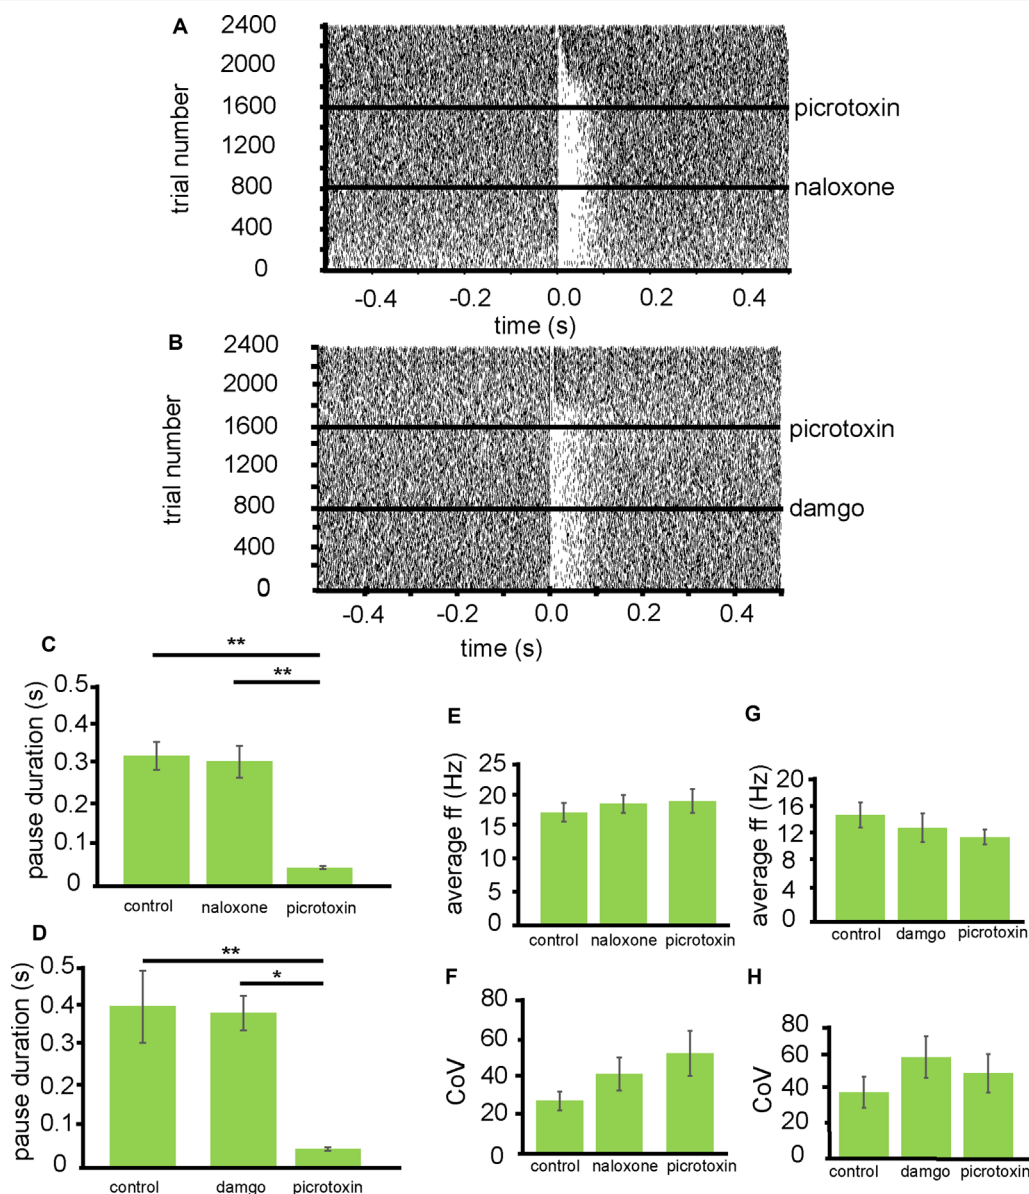 A
2400
2000
1600
1200
800
400
0
trial number
picrotoxin
naloxone
-0.4 -0.2 0.0 0.2 0.4
time (s)
B
2400
2000
1600
1200
800
400
0
trial number
picrotoxin
damgo
-0.4 -0.2 0.0 0.2 0.4
time (s)
C
**
**
0.5
0.4
0.3
0.2
0.1
0
pause duration (s)
control naloxone picrotoxin
D
**
*
0.5
0.4
0.3
0.2
0.1
0
pause duration (s)
control damgo picrotoxin
E
25
20
15
10
5
0
average ff (Hz)
control naloxone picrotoxin
F
80
60
40
20
0
CoV
control naloxone picrotoxin
G
20
16
12
8
4
0
average ff (Hz)
control damgo picrotoxin
H
80
60
40
20
0
CoV
control damgo picrotoxin